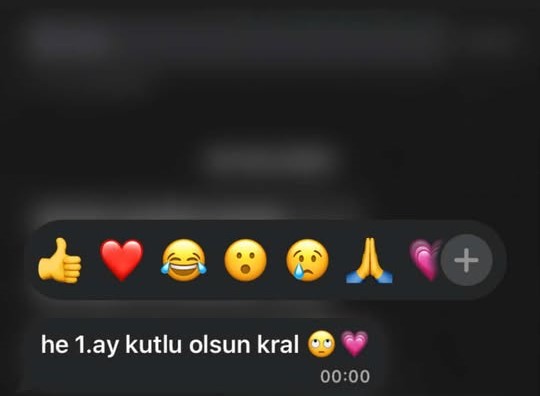 he 1.ay kutlu olsun kral 🙄💗
00:00